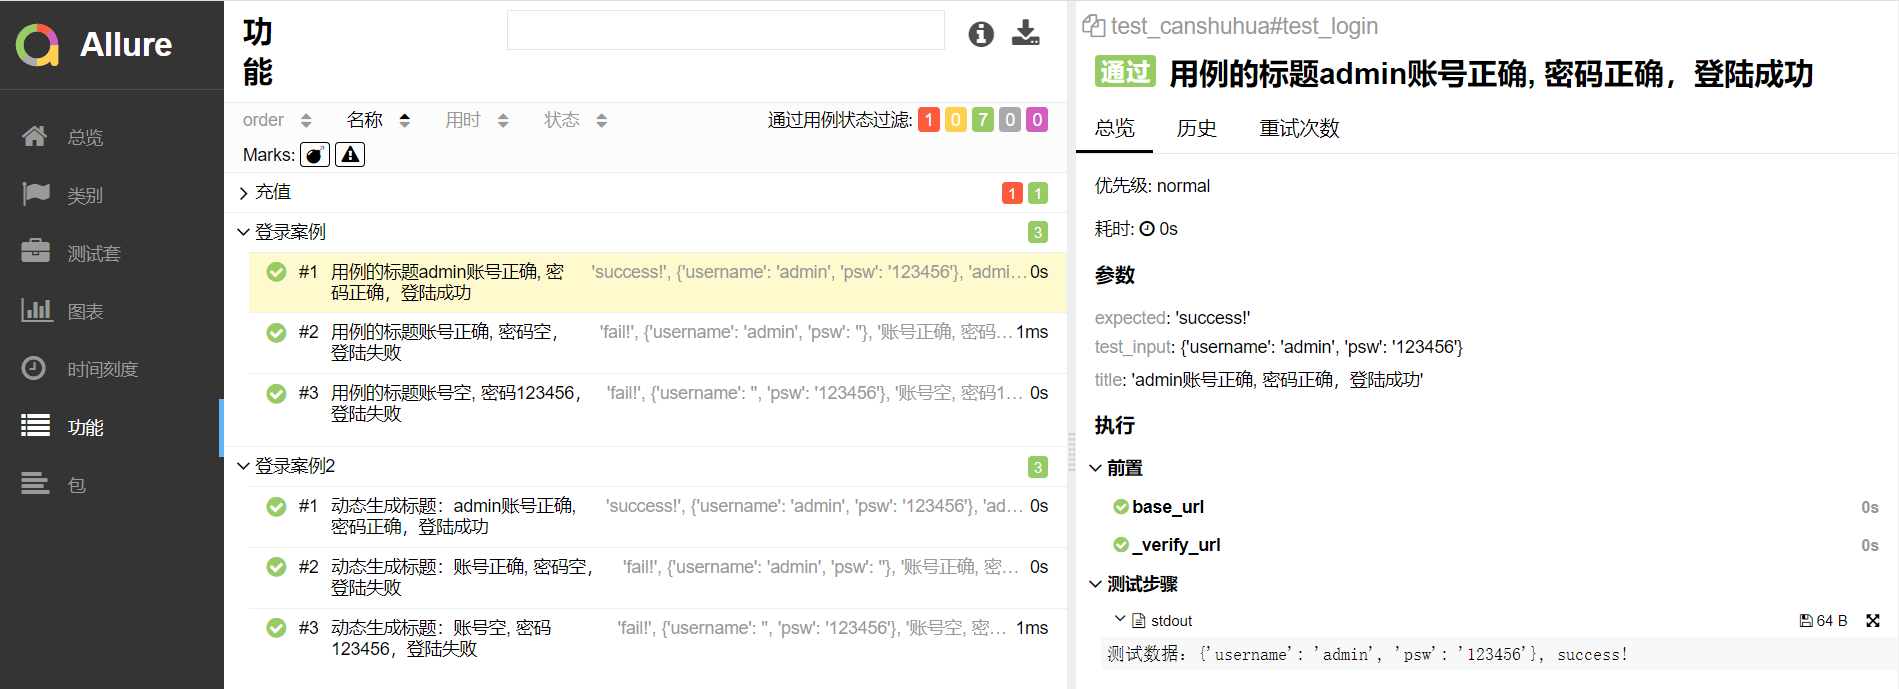 Allure
总览
类别
测试套
图表
时间刻度
功能
包
功
能
order 名称 用时 状态 通过用例状态过滤: 1 0 7 0 0
Marks:
充值 1 1
登录案例 3
#1 用例的标题admin账号正确, 密 'success!', {'username': 'admin', 'psw': '123456'}, 'admi… 0s
码正确，登陆成功
#2 用例的标题账号正确, 密码空， 'fail!', {'username': 'admin', 'psw': ''}, '账号正确, 密码… 1ms
登陆失败
#3 用例的标题账号空, 密码123456， 'fail!', {'username': '', 'psw': '123456'}, '账号空, 密码1… 0s
登陆失败
登录案例2 3
#1 动态生成标题：admin账号正确, 'success!', {'username': 'admin', 'psw': '123456'}, 'ad… 0s
密码正确，登陆成功
#2 动态生成标题：账号正确, 密码空， 'fail!', {'username': 'admin', 'psw': ''}, '账号正确, 密… 0s
登陆失败
#3 动态生成标题：账号空, 密码 'fail!', {'username': '', 'psw': '123456'}, '账号空, 密… 1ms
123456，登陆失败
test_canshuhua#test_login
通过 用例的标题admin账号正确, 密码正确，登陆成功
总览 历史 重试次数
优先级: normal
耗时: 0s
参数
expected: 'success!'
test_input: {'username': 'admin', 'psw': '123456'}
title: 'admin账号正确, 密码正确，登陆成功'
执行
前置
base_url 0s
_verify_url 0s
测试步骤
stdout 64 B
测试数据: {'username': 'admin', 'psw': '123456'}, success!